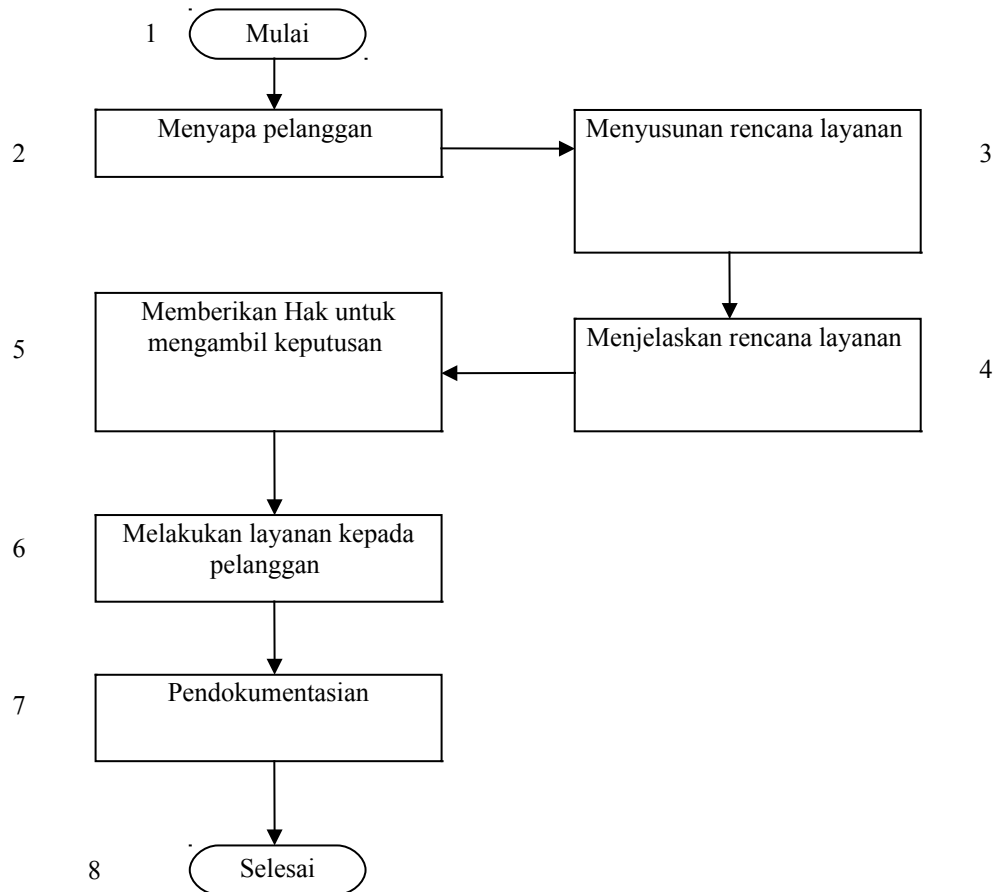 1
Mulai
2
Menyapa pelanggan
Menyusunan rencana layanan
3
Menjelaskan rencana layanan
4
5
Memberikan Hak untuk
mengambil keputusan
6
Melakukan layanan kepada
pelanggan
7
Pendokumentasian
8
Selesai